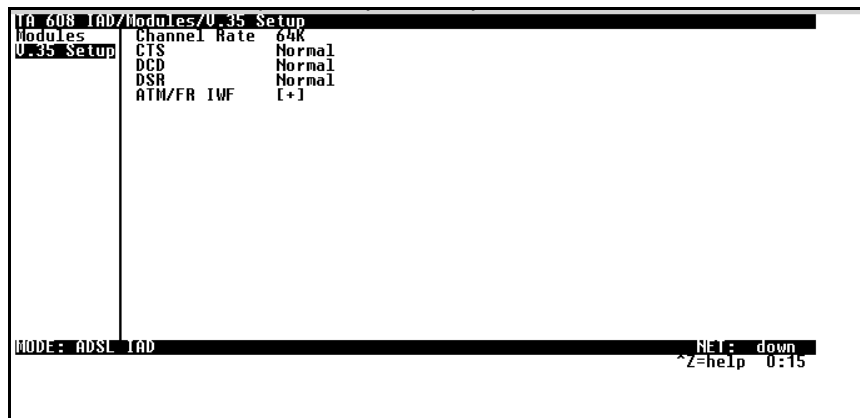 TA 608 IAD/Modules/V.35 Setup
Modules Channel Rate 64K
V.35 Setup CTS Normal
DCD Normal
DSR Normal
ATM/FR IWF [+]
MODE: ADSL IAD NET: down
^Z=help 0:15